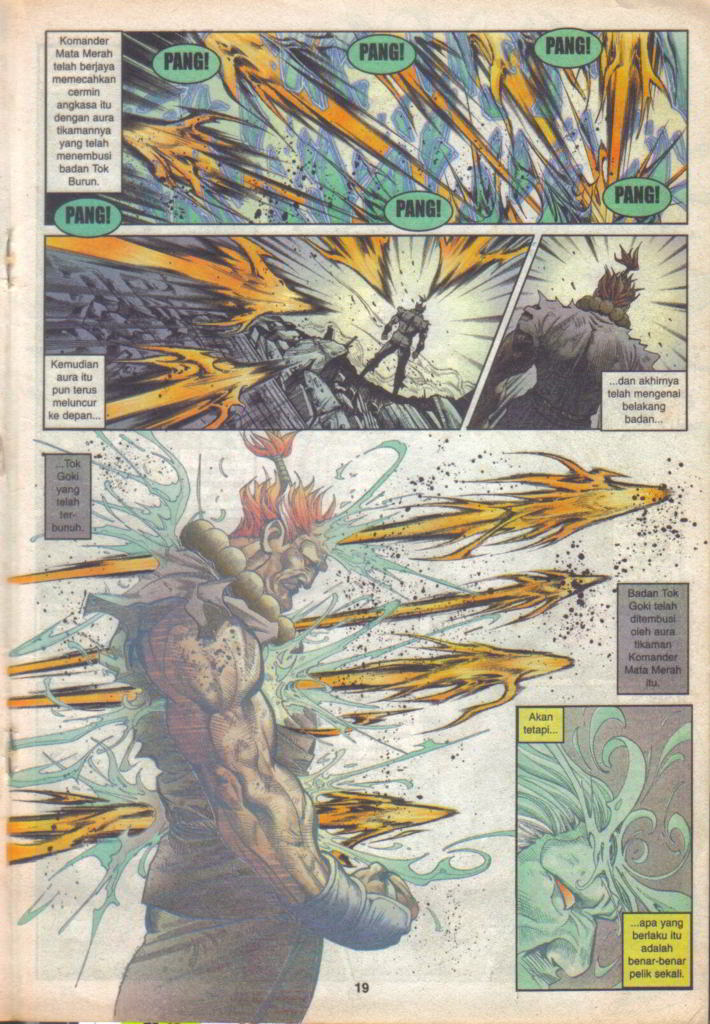 Komander
Mata Merah
telah berjaya
memecahkan
cermin
angkasa itu
dengan aura
tikamannya
yang telah
menembusi
badan Tok
Burun.
PANG!
PANG!
PANG!
PANG!
PANG!
PANG!
Kemudian
aura itu
pun terus
meluncur
ke depan...
...dan akhirnya
telah mengenai
belakang
badan...
...Tok
Goki
yang
telah
ter-
bunuh.
Badan Tok
Goki telah
ditembusi
oleh aura
tikaman
Komander
Mata Merah
itu.
Akan
tetapi...
...apa yang
berlaku itu
adalah
benar-benar
pelik sekali.
19